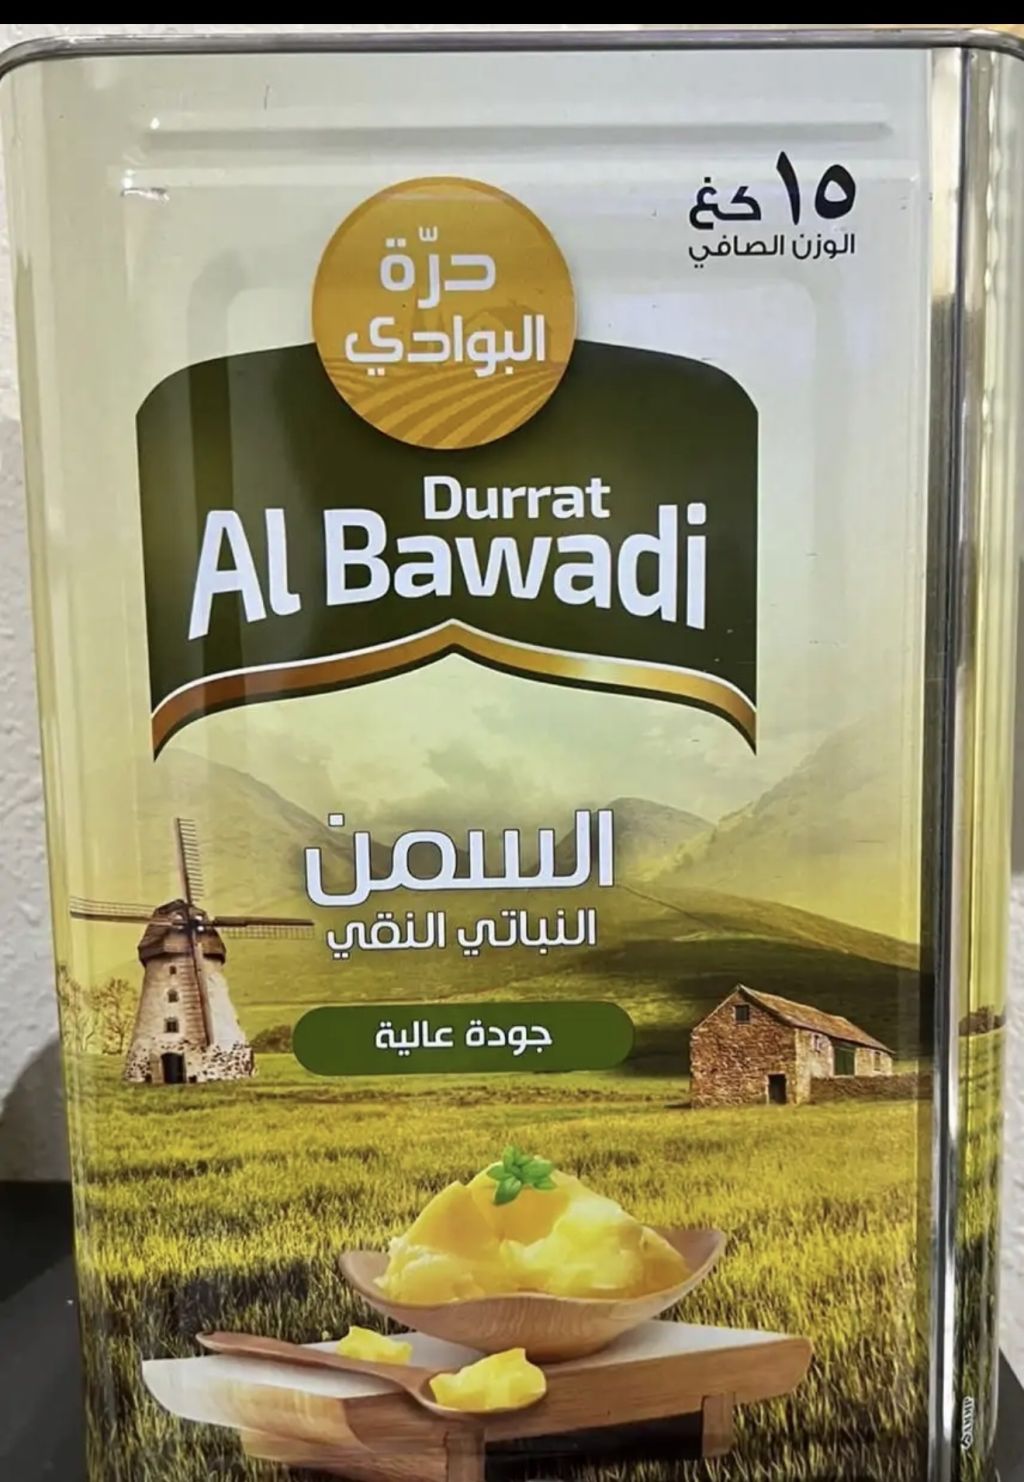 ١٥ كغ
الوزن الصافي
درّة
البوادي
Durrat
Al Bawadi
السمن
النباتي النقي
جودة عالية